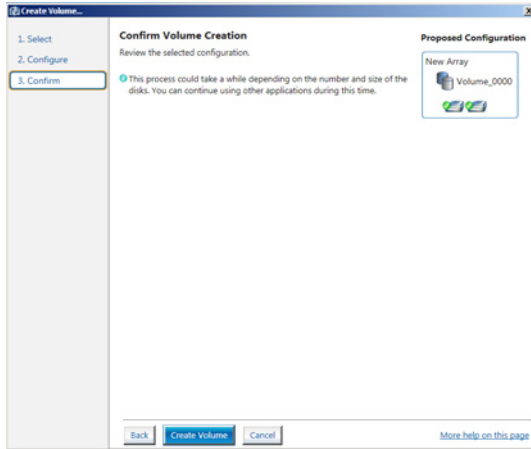 Create Volume...
1. Select
2. Configure
3. Confirm
Confirm Volume Creation
Review the selected configuration.
This process could take a while depending on the number and size of the
disks. You can continue using other applications during this time.
Proposed Configuration
New Array
Volume_0000
Back
Create Volume
Cancel
More help on this page